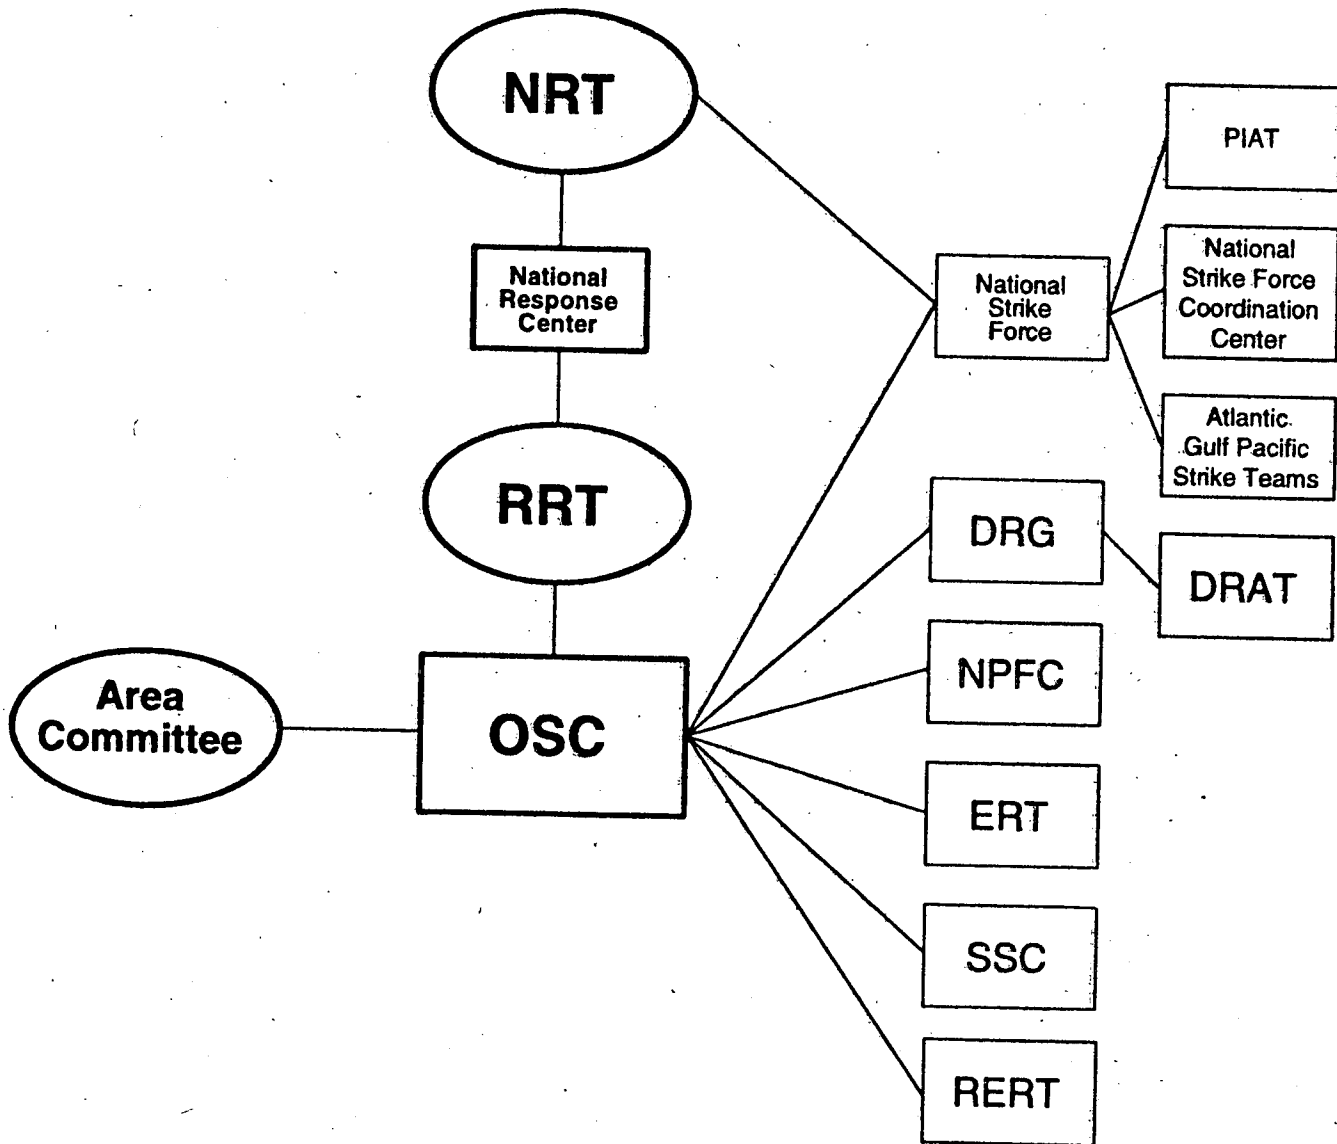 NRT
PIAT
National
Response
Center
National
Strike
Force
National
Strike Force
Coordination
Center
Atlantic
Gulf Pacific
Strike Teams
RRT
DRG
DRAT
Area
Committee
OSC
NPFC
ERT
SSC
RERT